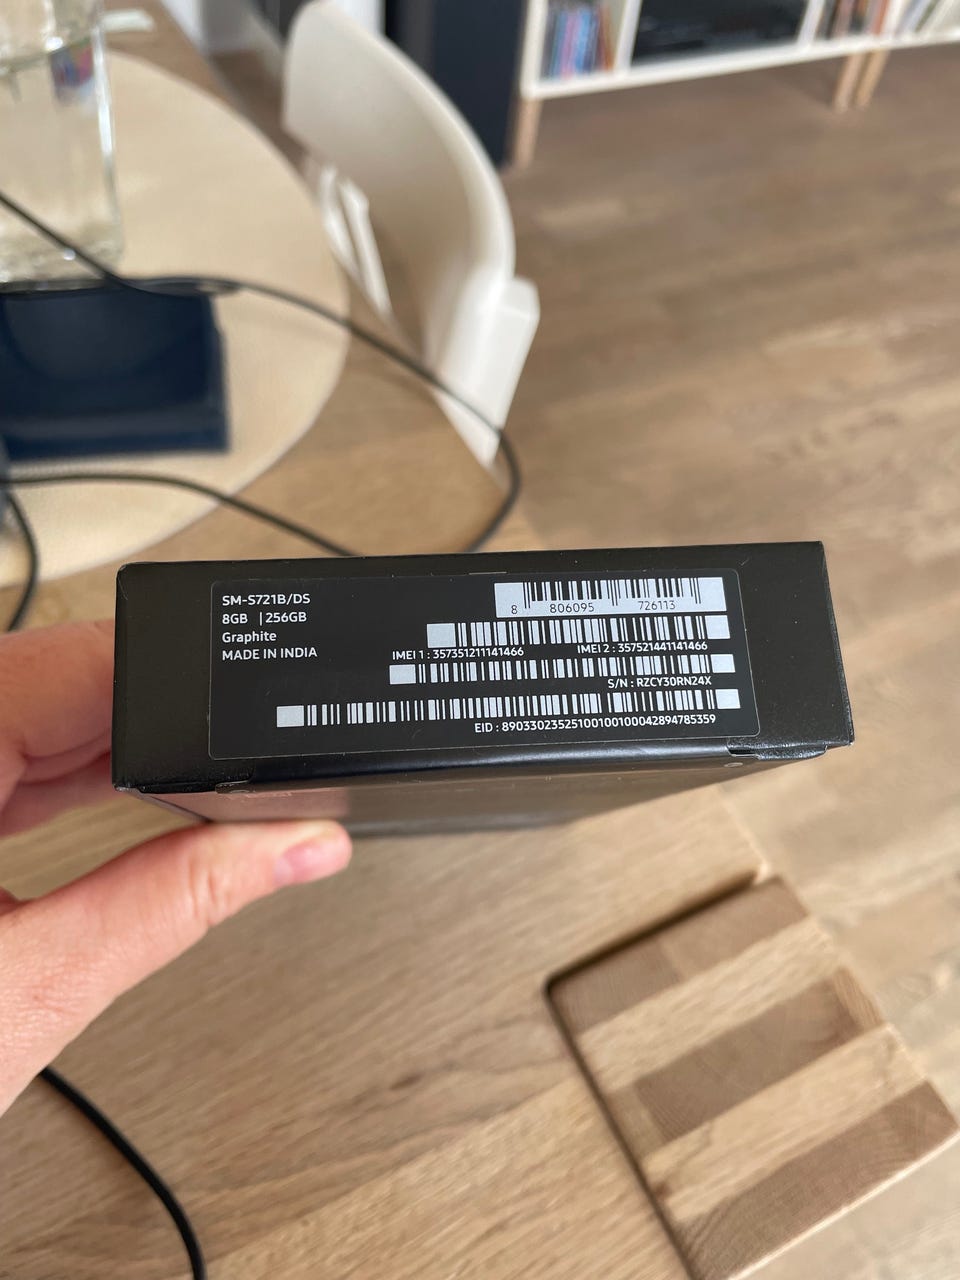 SM-S721B/DS
8GB | 256GB
Graphite
MADE IN INDIA
8 806095 726113
IMEI 1 : 357351211141466 IMEI 2 : 357521441141466
S/N : RZCY30RN24X
EID : 89033023525100100100042894785359